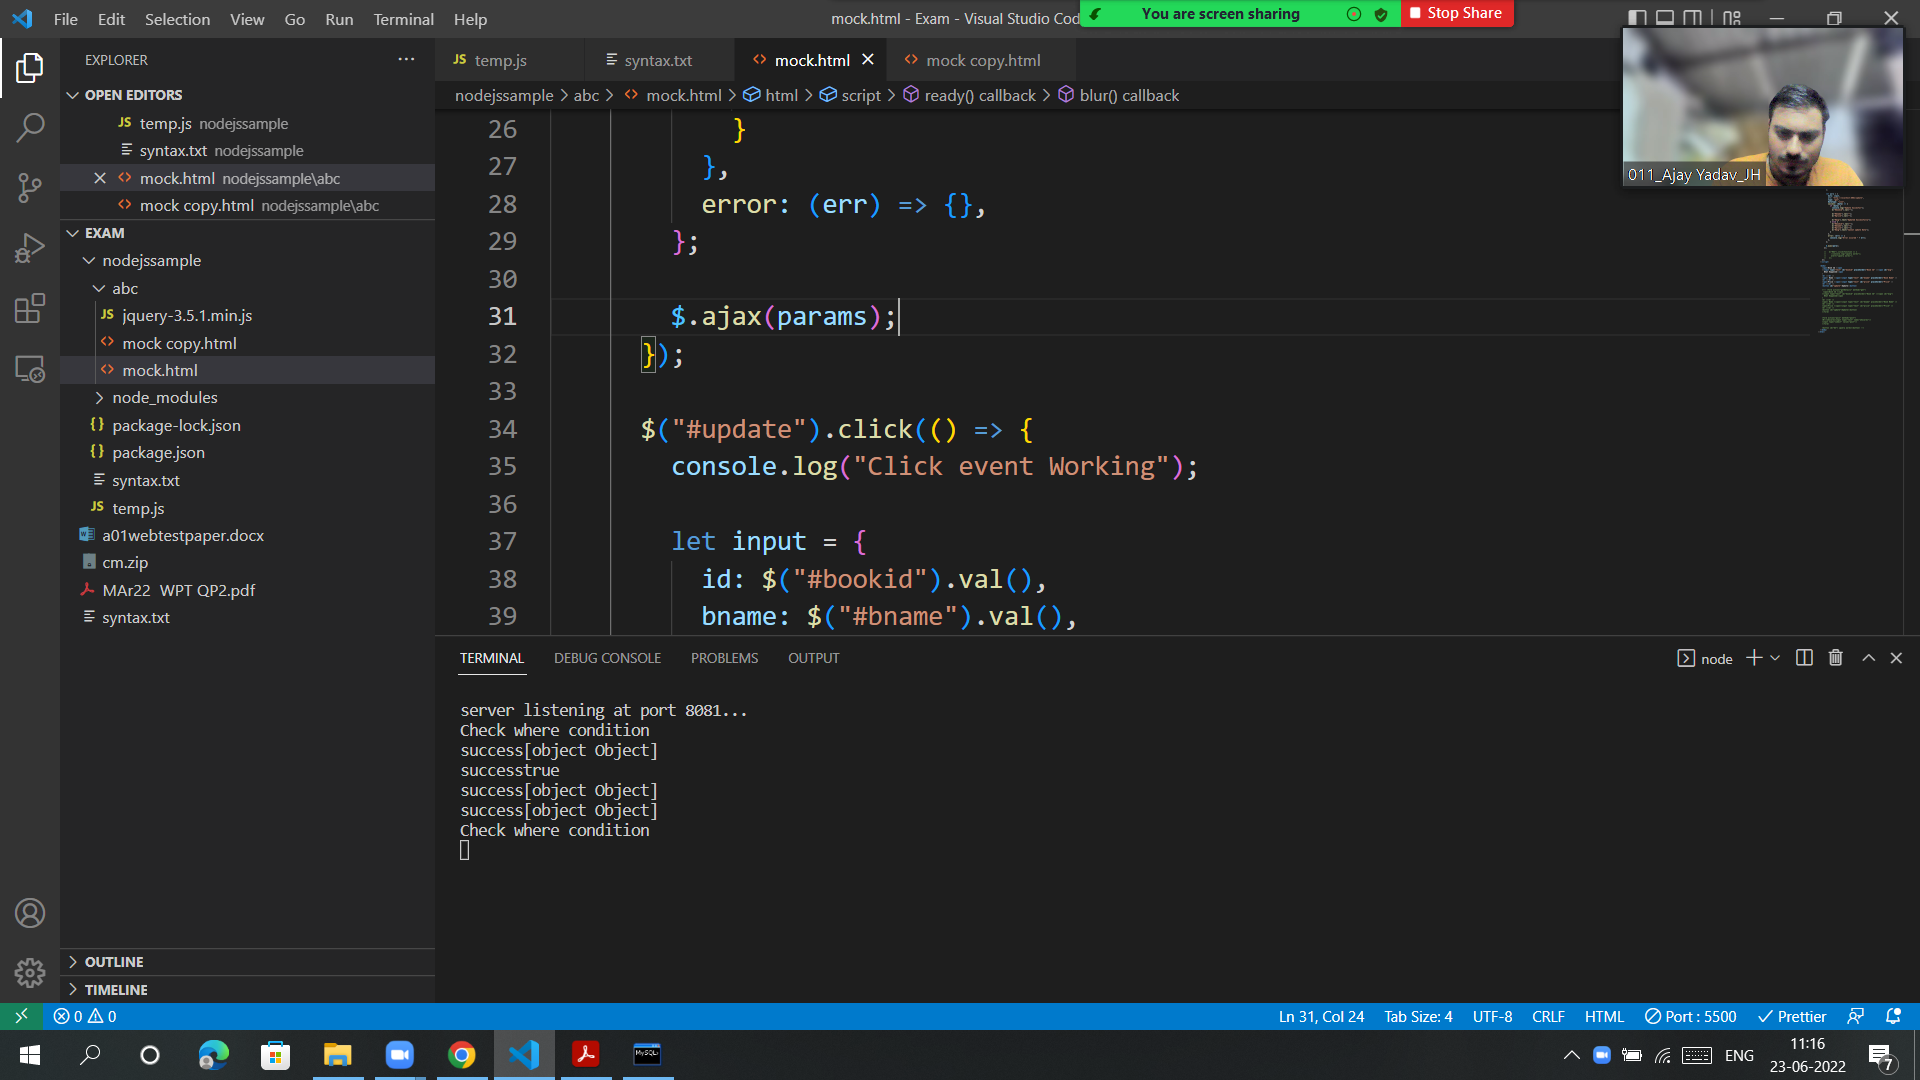 File Edit Selection View Go Run Terminal Help
mock.html - Exam - Visual Studio Cod
You are screen sharing
Stop Share
EXPLORER
OPEN EDITORS
temp.js nodejssample
syntax.txt nodejssample
mock.html nodejssample\abc
mock copy.html nodejssample\abc
EXAM
nodejssample
abc
JS jquery-3.5.1.min.js
mock copy.html
mock.html
node_modules
package-lock.json
package.json
syntax.txt
JS temp.js
a01webtestpaper.docx
cm.zip
MAr22 WPT QP2.pdf
syntax.txt
OUTLINE
TIMELINE
JS temp.js
syntax.txt
mock.html
mock copy.html
nodejssample > abc > mock.html > html > script > ready() callback > blur() callback
011_Ajay Yadav_JH
26 }
27 },
28 error: (err) => {},
29 };
30
31 $.ajax(params);
32 });
33
34 $("#update").click(() => {
35 console.log("Click event Working");
36
37 let input = {
38 id: $("#bookid").val(),
39 bname: $("#bname").val(),
TERMINAL DEBUG CONSOLE PROBLEMS OUTPUT
node
server listening at port 8081...
Check where condition
success[object Object]
successtrue
success[object Object]
success[object Object]
Check where condition
0 0
Ln 31, Col 24 Tab Size: 4 UTF-8 CRLF HTML Port : 5500 Prettier
MySQL
ENG
11:16
23-06-2022
7